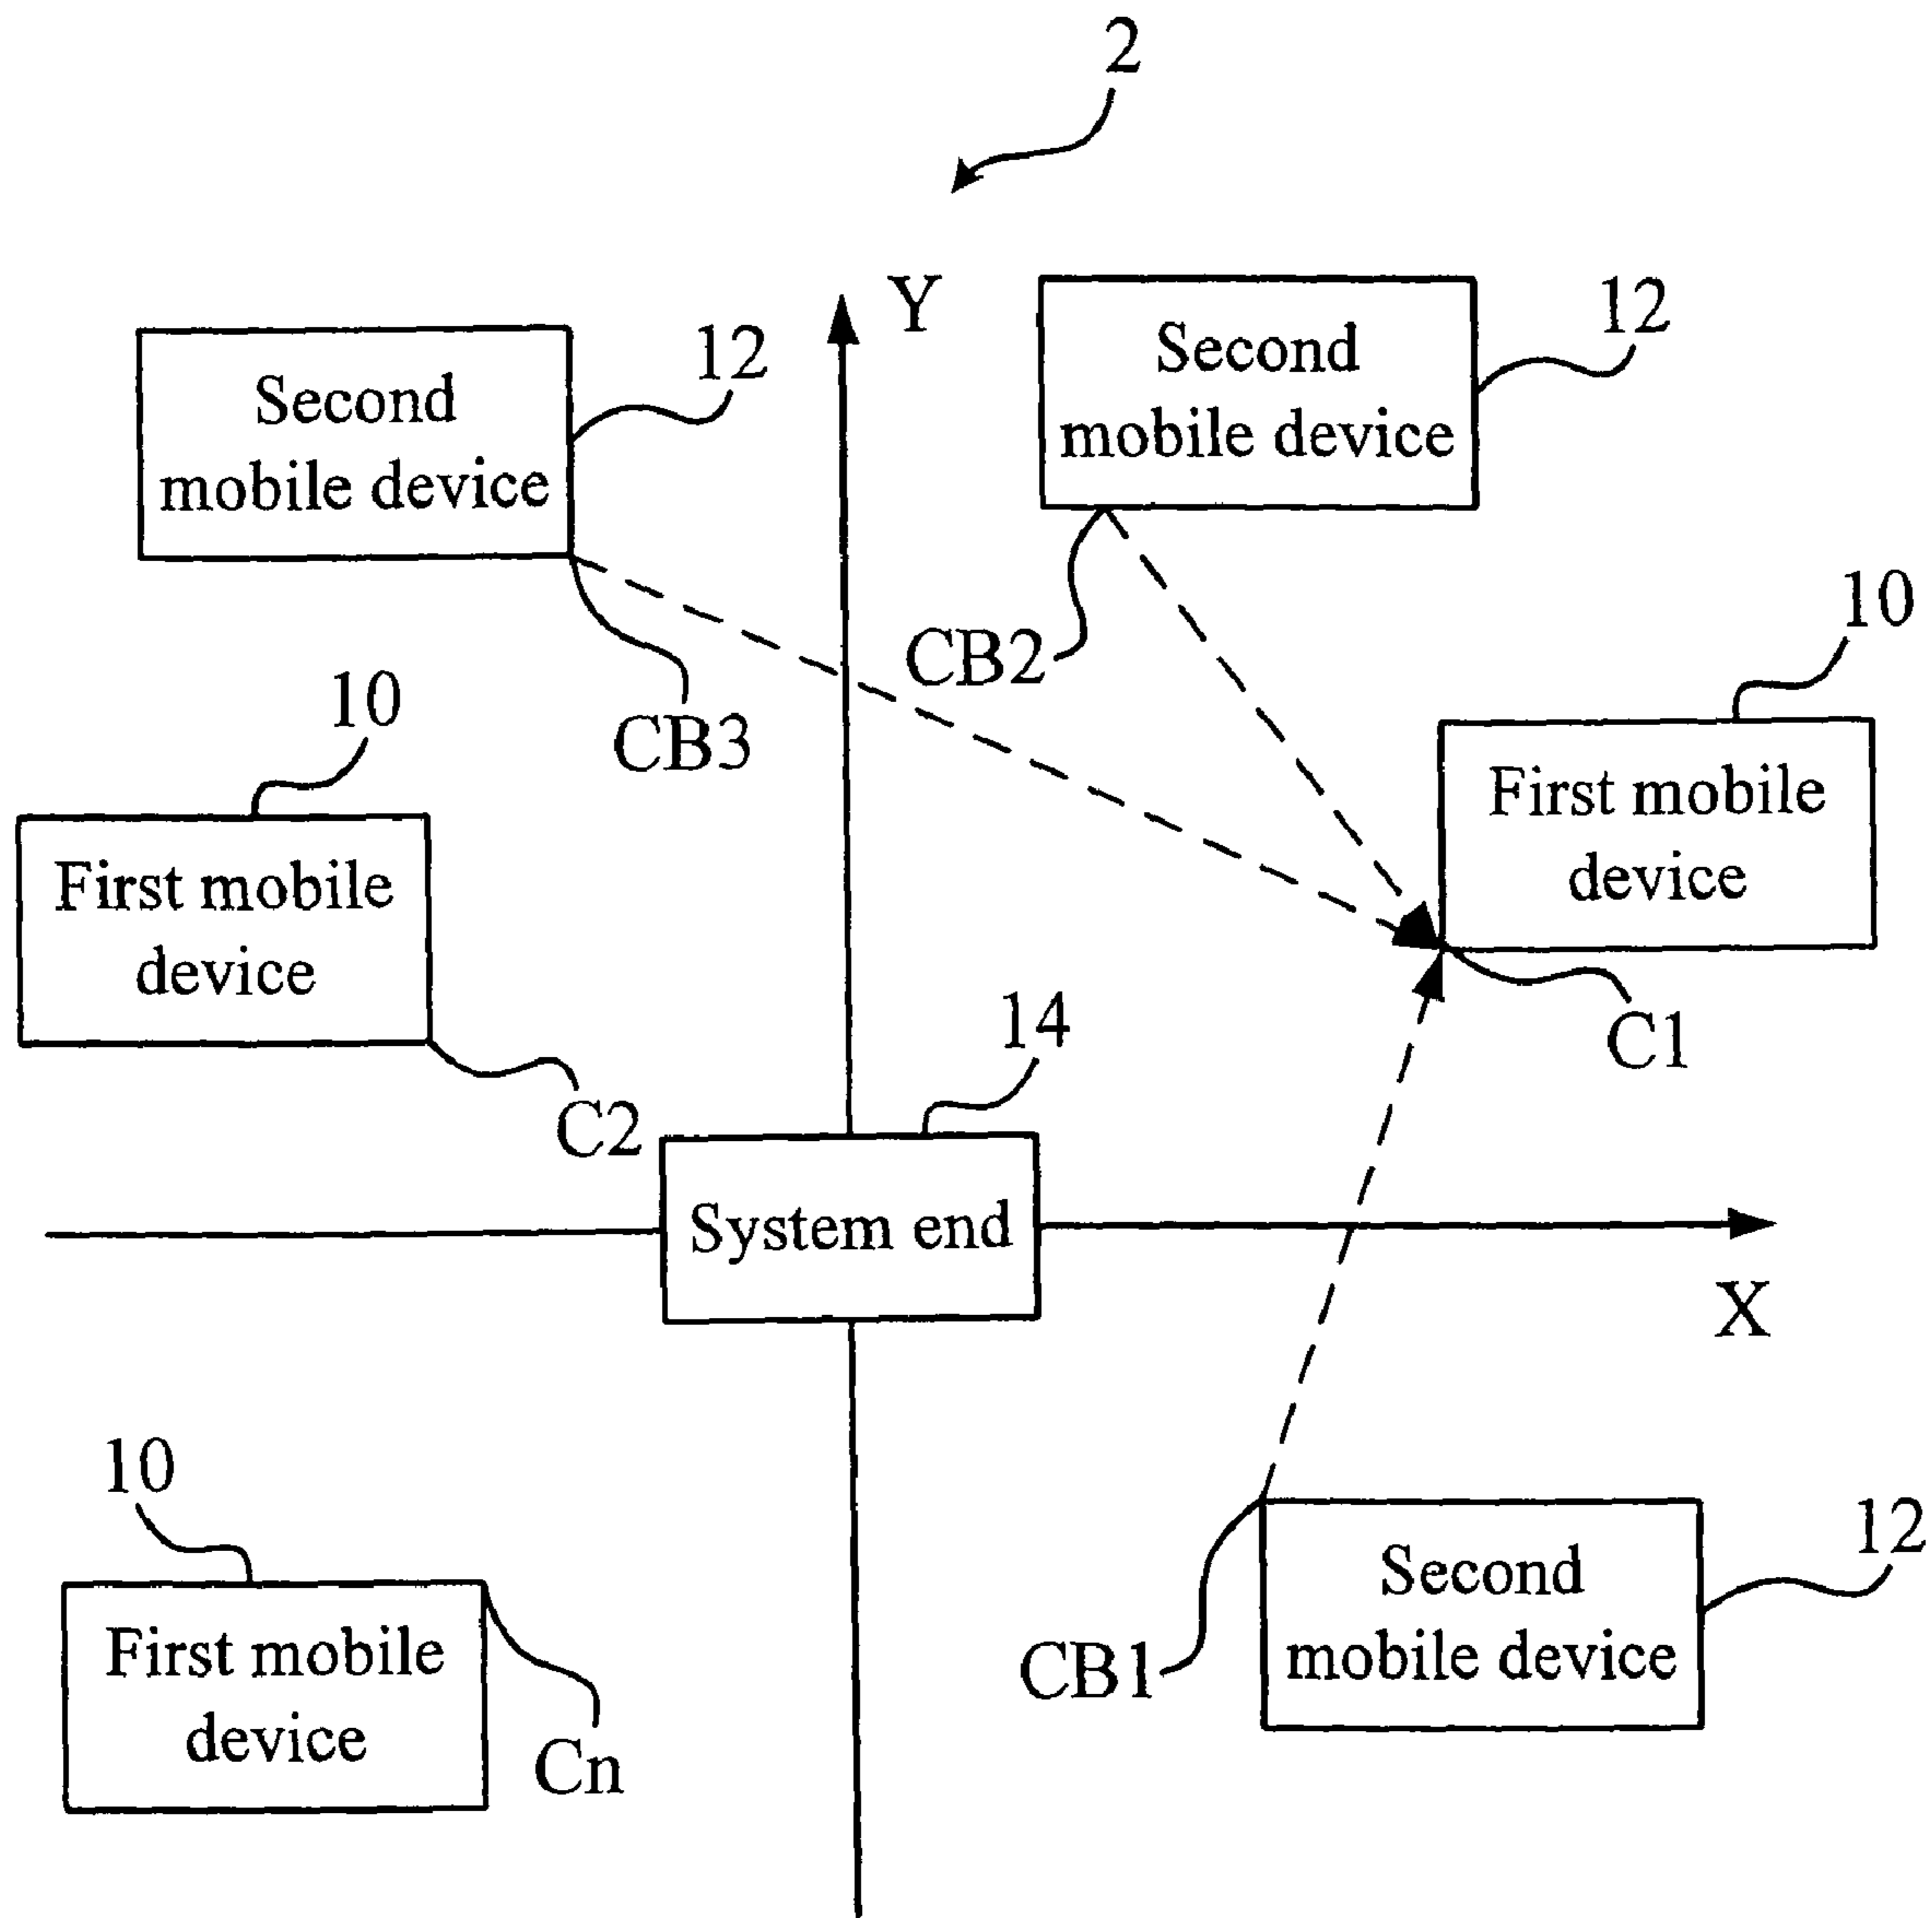 2
Y
12
Second
mobile device
12
Second
mobile device
CB2
10
CB3
10
First mobile
device
First mobile
device
C1
14
C2
System end
X
10
12
Second
mobile device
CB1
First mobile
device
Cn